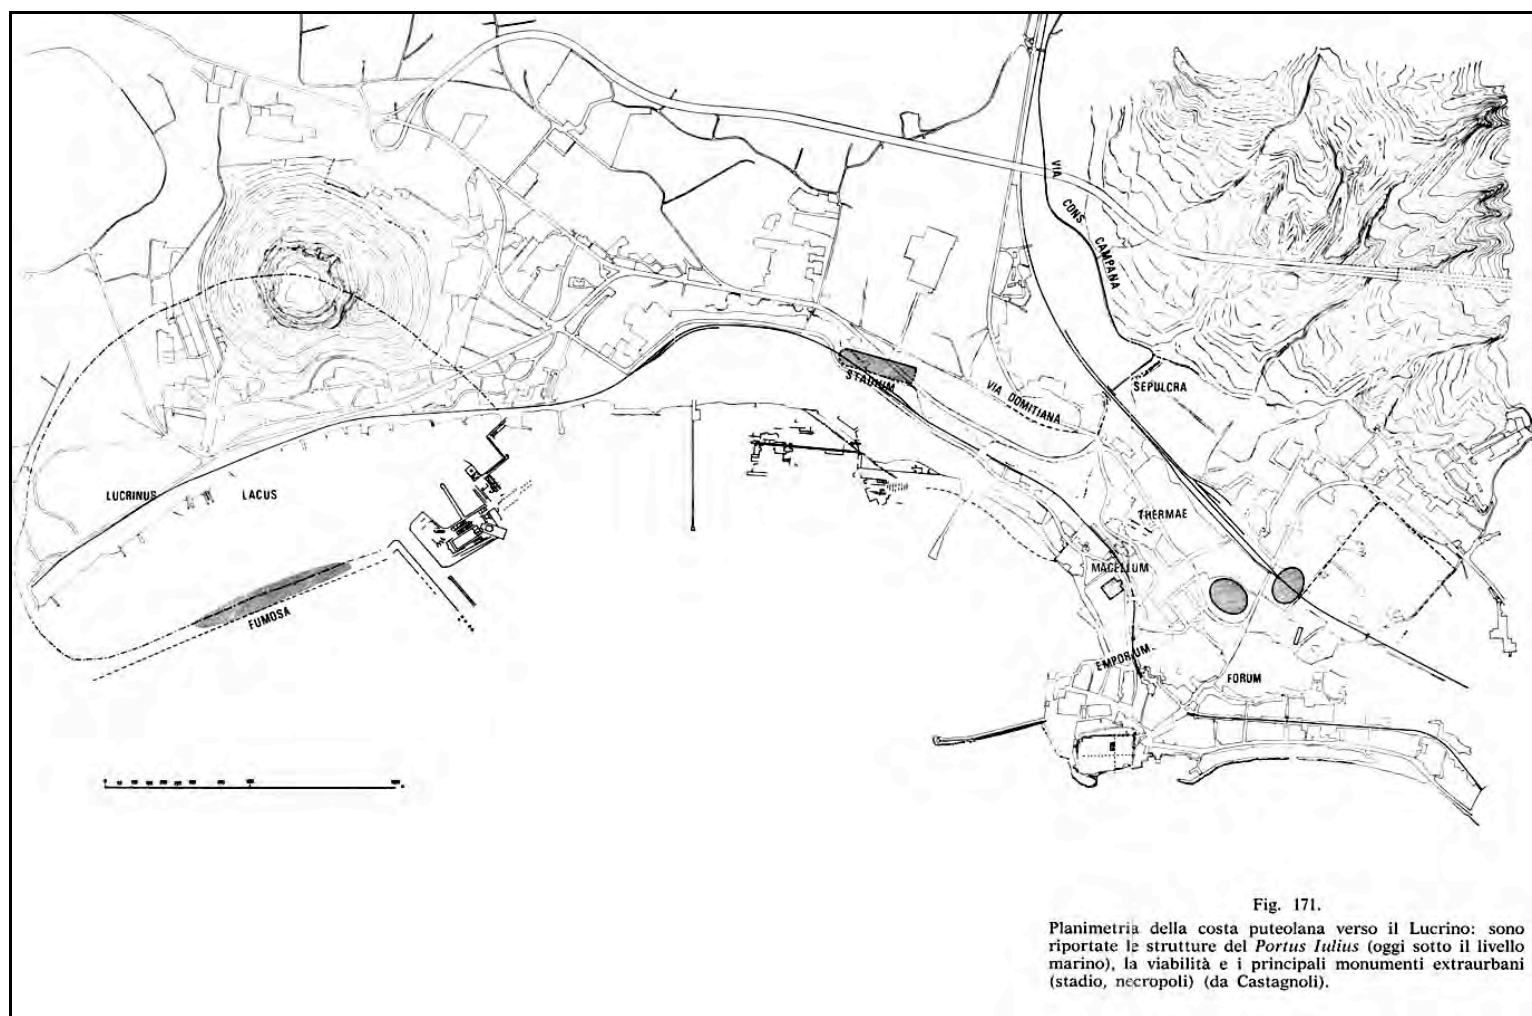 VIA
CONS
CAMPANA
STADIUM
VIA DOMITIANA
SEPULCRA
LUCRINUS LACUS
THERMAE
MACELLUM
FUMOSA
EMPORIUM
FORUM
Fig. 171.
Planimetria della costa puteolana verso il Lucrino: sono
riportate le strutture del Portus Iulius (oggi sotto il livello
marino), la viabilità e i principali monumenti extraurbani
(stadio, necropoli) (da Castagnoli).